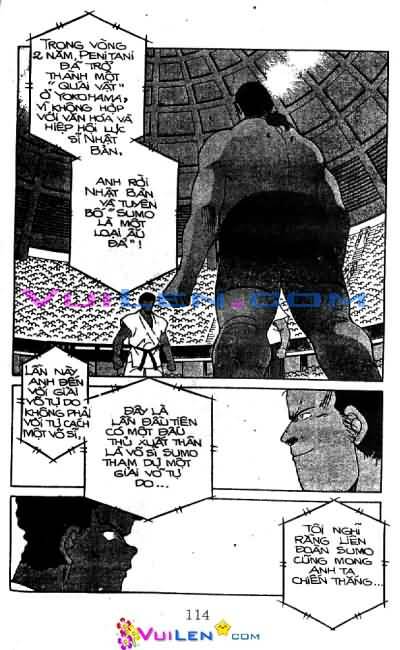 TRONG VÒNG
2 NĂM, PENITANI
ĐÃ TRỞ
THÀNH MỘT
"QUÁI VẬT"
Ở YOKOHAMA,
VÌ KHÔNG HỢP
VỚI VĂN HÓA VÀ
HIỆP HỘI LỰC
SĨ NHẬT
BẢN.
ANH RỜI
NHẬT BẢN
VÀ TUYÊN
BỐ "SUMO
LÀ MỘT
LOẠI ẨU
ĐẢ"!
VUILEN.COM
LẦN NÀY
ANH ĐẾN
VỚI GIẢI
VÕ TỰ DO
KHÔNG PHẢI
VỚI TƯ CÁCH
MỘT VÕ SĨ.
ĐÂY LÀ
LẦN ĐẦU TIÊN
CÓ MỘT ĐẤU
THỦ XUẤT THÂN
LÀ VÕ SĨ SUMO
THAM DỰ MỘT
GIẢI VÕ TỰ
DO...
TÔI NGHĨ
RẰNG LIÊN
ĐOÀN SUMO
CŨNG MONG
ANH TA
CHIẾN THẮNG...
114
VUILEN.COM